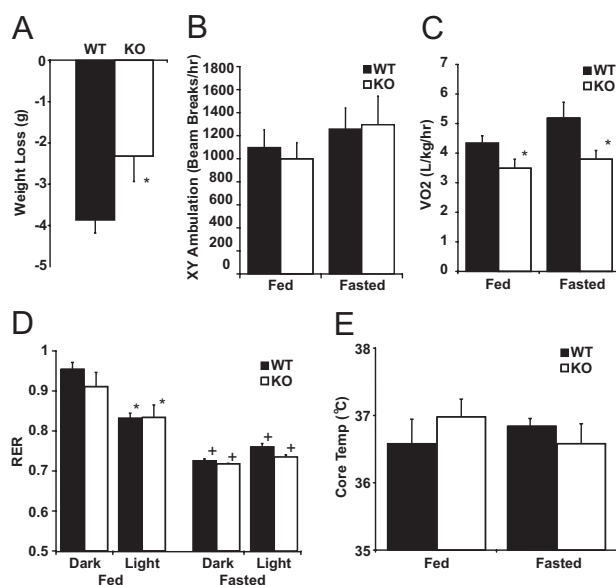 A
WT KO
0
-1
-2
-3
-4
-5
Weight Loss (g)
*
B
WT
KO
1800
1600
1400
1200
1000
800
600
400
200
0
XY Ambulation (Beam Breaks/hr)
Fed Fasted
C
WT
KO
7
6
5
4
3
2
1
0
VO2 (L/kg/hr)
* *
Fed Fasted
D
WT
KO
1
0.9
0.8
0.7
0.6
0.5
RER
* *
+ + + +
Dark Light Dark Light
Fed Fasted
E
WT
KO
38
37
36
35
Core Temp (°C)
Fed Fasted